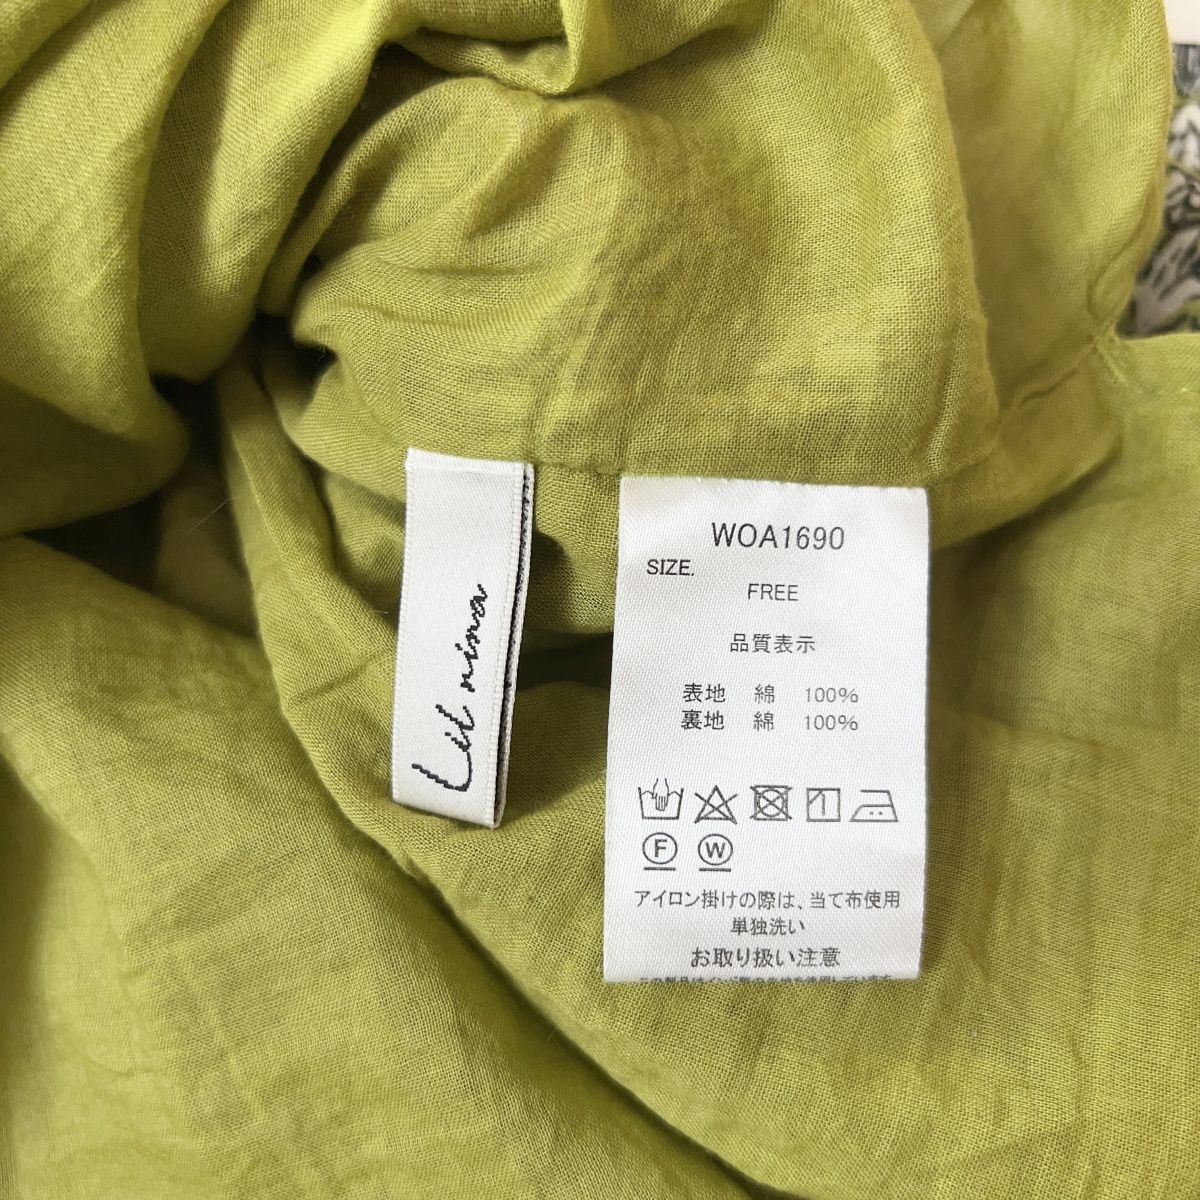 Lil nina
WOA1690
SIZE.
FREE
品質表示
表地 綿 100%
裏地 綿 100%
F W
アイロン掛けの際は、当て布使用
単独洗い
お取り扱い注意